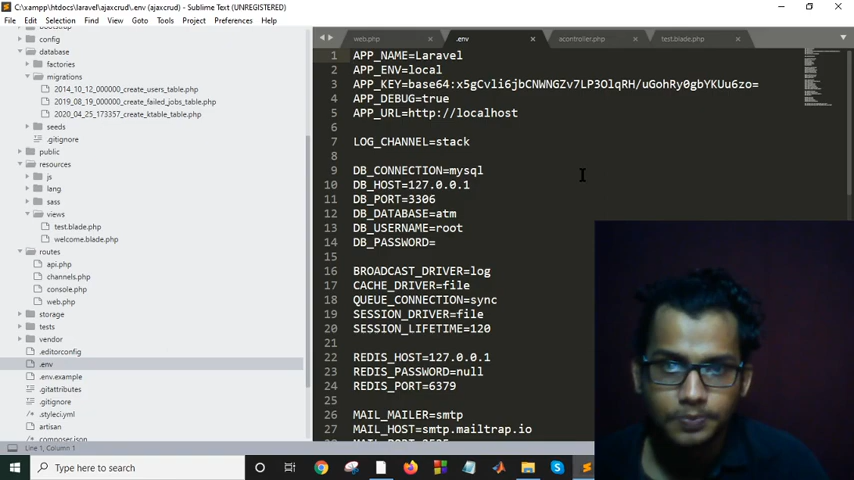 C:\xampp\htdocs\laravel\ajaxcrud\.env (ajaxcrud) - Sublime Text (UNREGISTERED)
File Edit Selection Find View Goto Tools Project Preferences Help
bootstrap
config
database
factories
migrations
2014_10_12_000000_create_users_table.php
2019_08_19_000000_create_failed_jobs_table.php
2020_04_25_173357_create_ktable_table.php
seeds
.gitignore
public
resources
js
lang
sass
views
test.blade.php
welcome.blade.php
routes
api.php
channels.php
console.php
web.php
storage
tests
vendor
.editorconfig
.env
.env.example
.gitattributes
.gitignore
.styleci.yml
artisan
composer.json
web.php .env acontroller.php test.blade.php
1 APP_NAME=Laravel
2 APP_ENV=local
3 APP_KEY=base64:x5gCvli6jbCNWNGZv7LP3OlqRH/uGohRy0gbYKUu6zo=
4 APP_DEBUG=true
5 APP_URL=http://localhost
6
7 LOG_CHANNEL=stack
8
9 DB_CONNECTION=mysql
10 DB_HOST=127.0.0.1
11 DB_PORT=3306
12 DB_DATABASE=atm
13 DB_USERNAME=root
14 DB_PASSWORD=
15
16 BROADCAST_DRIVER=log
17 CACHE_DRIVER=file
18 QUEUE_CONNECTION=sync
19 SESSION_DRIVER=file
20 SESSION_LIFETIME=120
21
22 REDIS_HOST=127.0.0.1
23 REDIS_PASSWORD=null
24 REDIS_PORT=6379
25
26 MAIL_MAILER=smtp
27 MAIL_HOST=smtp.mailtrap.io
Line 1, Column 1
Type here to search